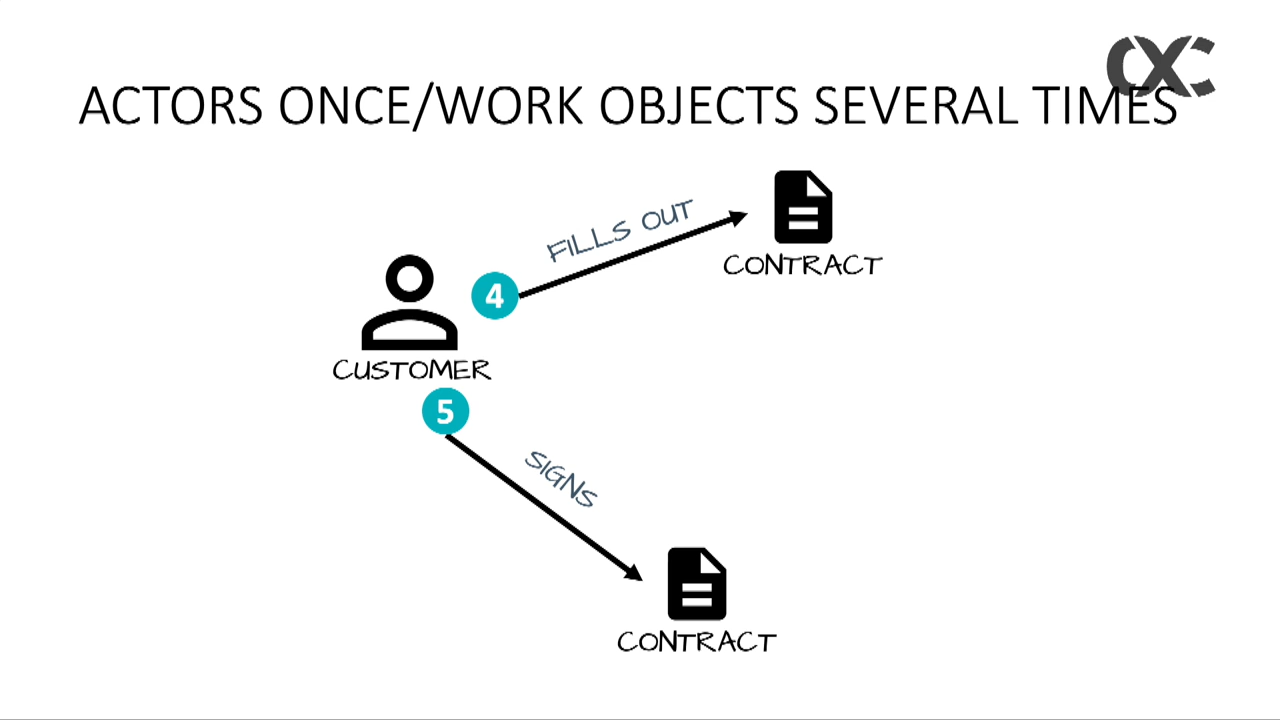 ACTORS ONCE/WORK OBJECTS SEVERAL TIMES
FILLS OUT
CONTRACT
4
CUSTOMER
5
SIGNS
CONTRACT